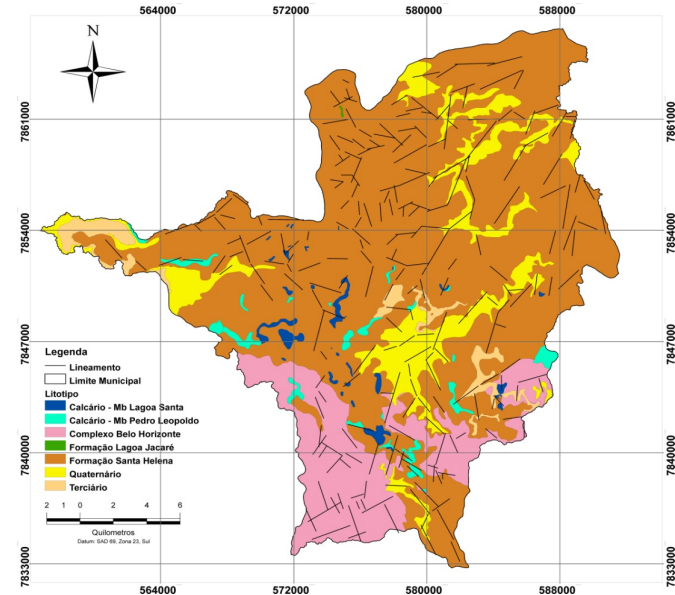 564000 572000 580000 588000
N
7861000 7861000
7854000 7854000
7847000 7847000
7840000 7840000
7833000 7833000
Legenda
Lineamento
Limite Municipal
Litotipo
Calcário - Mb Lagoa Santa
Calcário - Mb Pedro Leopoldo
Complexo Belo Horizonte
Formação Lagoa Jacaré
Formação Santa Helena
Quaternário
Terciário
2 1 0 2 4 6
Quilometros
Datum: SAD 69, Zona 23, Sul
564000 572000 580000 588000